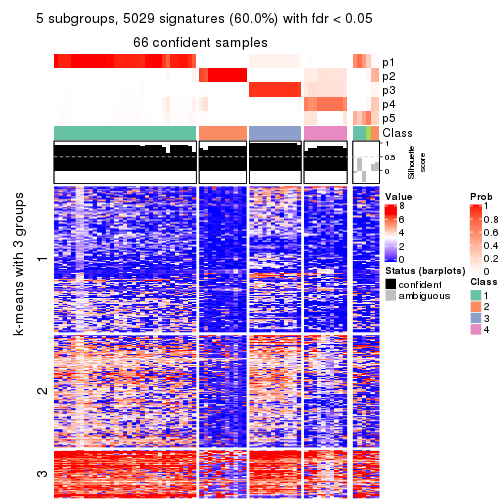 5 subgroups, 5029 signatures (60.0%) with fdr < 0.05
66 confident samples
p1
p2
p3
p4
p5
Class
1
0.5
0
Silhouette
score
k-means with 3 groups
1
2
3
Value
8
6
4
2
0
Status (barplots)
confident
ambiguous
Prob
1
0.8
0.6
0.4
0.2
0
Class
1
2
3
4